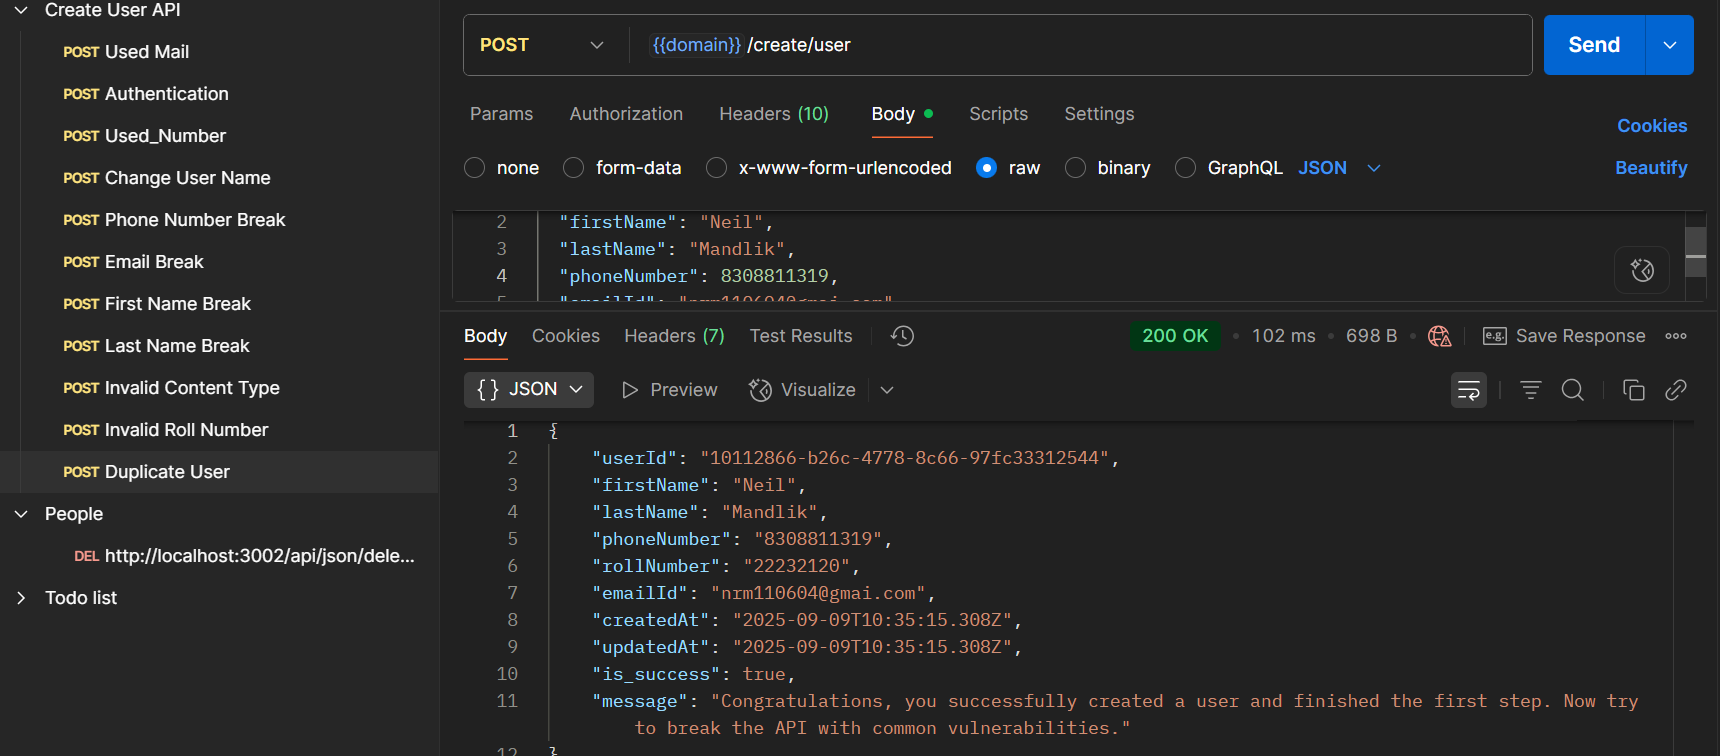 Create User API
POST Used Mail
POST Authentication
POST Used_Number
POST Change User Name
POST Phone Number Break
POST Email Break
POST First Name Break
POST Last Name Break
POST Invalid Content Type
POST Invalid Roll Number
POST Duplicate User
People
DEL http://localhost:3002/api/json/dele...
Todo list
POST {{domain}} /create/user Send
Params Authorization Headers (10) Body Scripts Settings
Cookies
none form-data x-www-form-urlencoded raw binary GraphQL JSON Beautify
2 "firstName": "Neil",
3 "lastName": "Mandlik",
4 "phoneNumber": 8308811319,
5 "emailId": "nrm110604@gmai.com"
Body Cookies Headers (7) Test Results 200 OK 102 ms 698 B e.g. Save Response
{} JSON Preview Visualize
1 {
2 "userId": "10112866-b26c-4778-8c66-97fc33312544",
3 "firstName": "Neil",
4 "lastName": "Mandlik",
5 "phoneNumber": "8308811319",
6 "rollNumber": "22232120",
7 "emailId": "nrm110604@gmai.com",
8 "createdAt": "2025-09-09T10:35:15.308Z",
9 "updatedAt": "2025-09-09T10:35:15.308Z",
10 "is_success": true,
11 "message": "Congratulations, you successfully created a user and finished the first step. Now try
to break the API with common vulnerabilities."
12 }